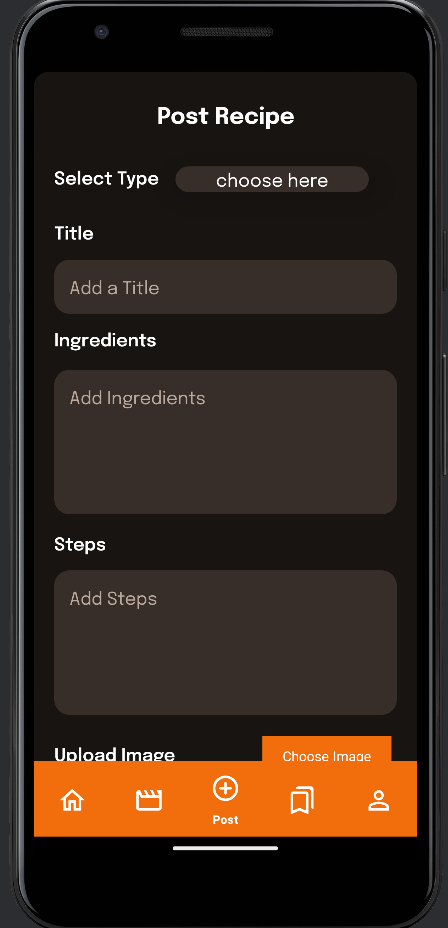 Post Recipe
Select Type choose here
Title
Add a Title
Ingredients
Add Ingredients
Steps
Add Steps
Upload Image Choose Image
Post